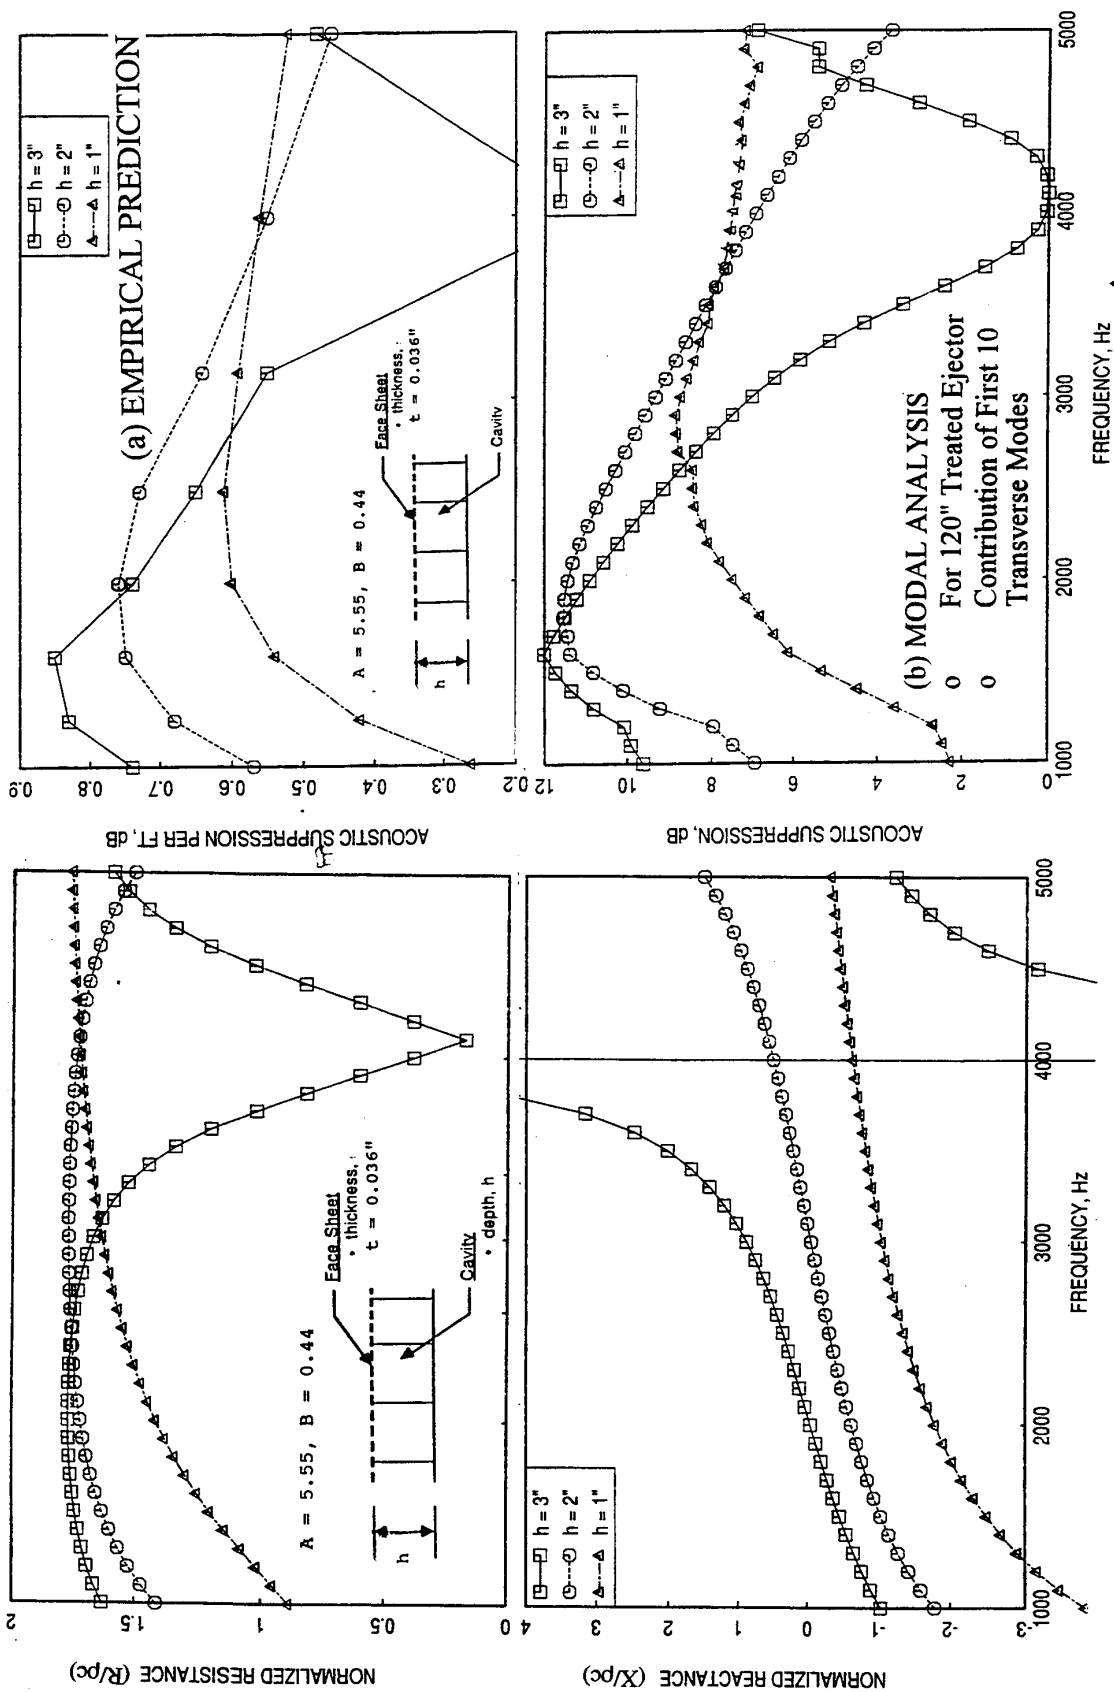 NORMALIZED RESISTANCE (R/ρc)
2
1.5
1
0.5
0
A = 5.55, B = 0.44
h
Face Sheet
• thickness,
t = 0.036"
Cavity
• depth, h
NORMALIZED REACTANCE (X/ρc)
4
3
2
1
0
-1
-2
-3
h = 3"
h = 2"
h = 1"
1000
2000
3000
4000
5000
FREQUENCY, Hz
ACOUSTIC SUPPRESSION PER FT, dB
0.9
0.8
0.7
0.6
0.5
0.4
0.3
0.2
h = 3"
h = 2"
h = 1"
(a) EMPIRICAL PREDICTION
A = 5.55, B = 0.44
h
Face Sheet
• thickness,
t = 0.036"
Cavity
ACOUSTIC SUPPRESSION, dB
12
10
8
6
4
2
0
h = 3"
h = 2"
h = 1"
(b) MODAL ANALYSIS
o For 120" Treated Ejector
o Contribution of First 10
Transverse Modes
1000
2000
3000
4000
5000
FREQUENCY, Hz